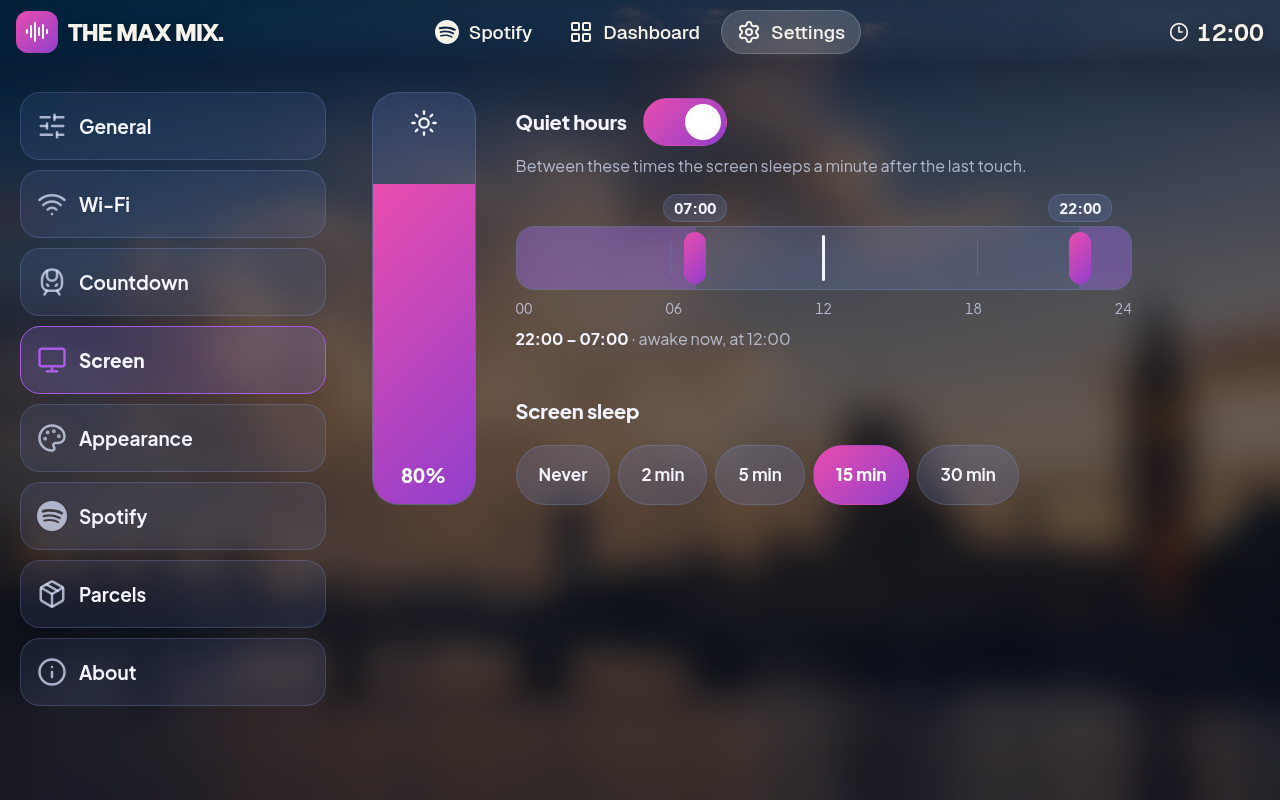 THE MAX MIX.
Spotify
Dashboard
Settings
12:00
General
Wi-Fi
Countdown
Screen
Appearance
Spotify
Parcels
About
80%
Quiet hours
Between these times the screen sleeps a minute after the last touch.
07:00
22:00
00 06 12 18 24
22:00 – 07:00 · awake now, at 12:00
Screen sleep
Never
2 min
5 min
15 min
30 min